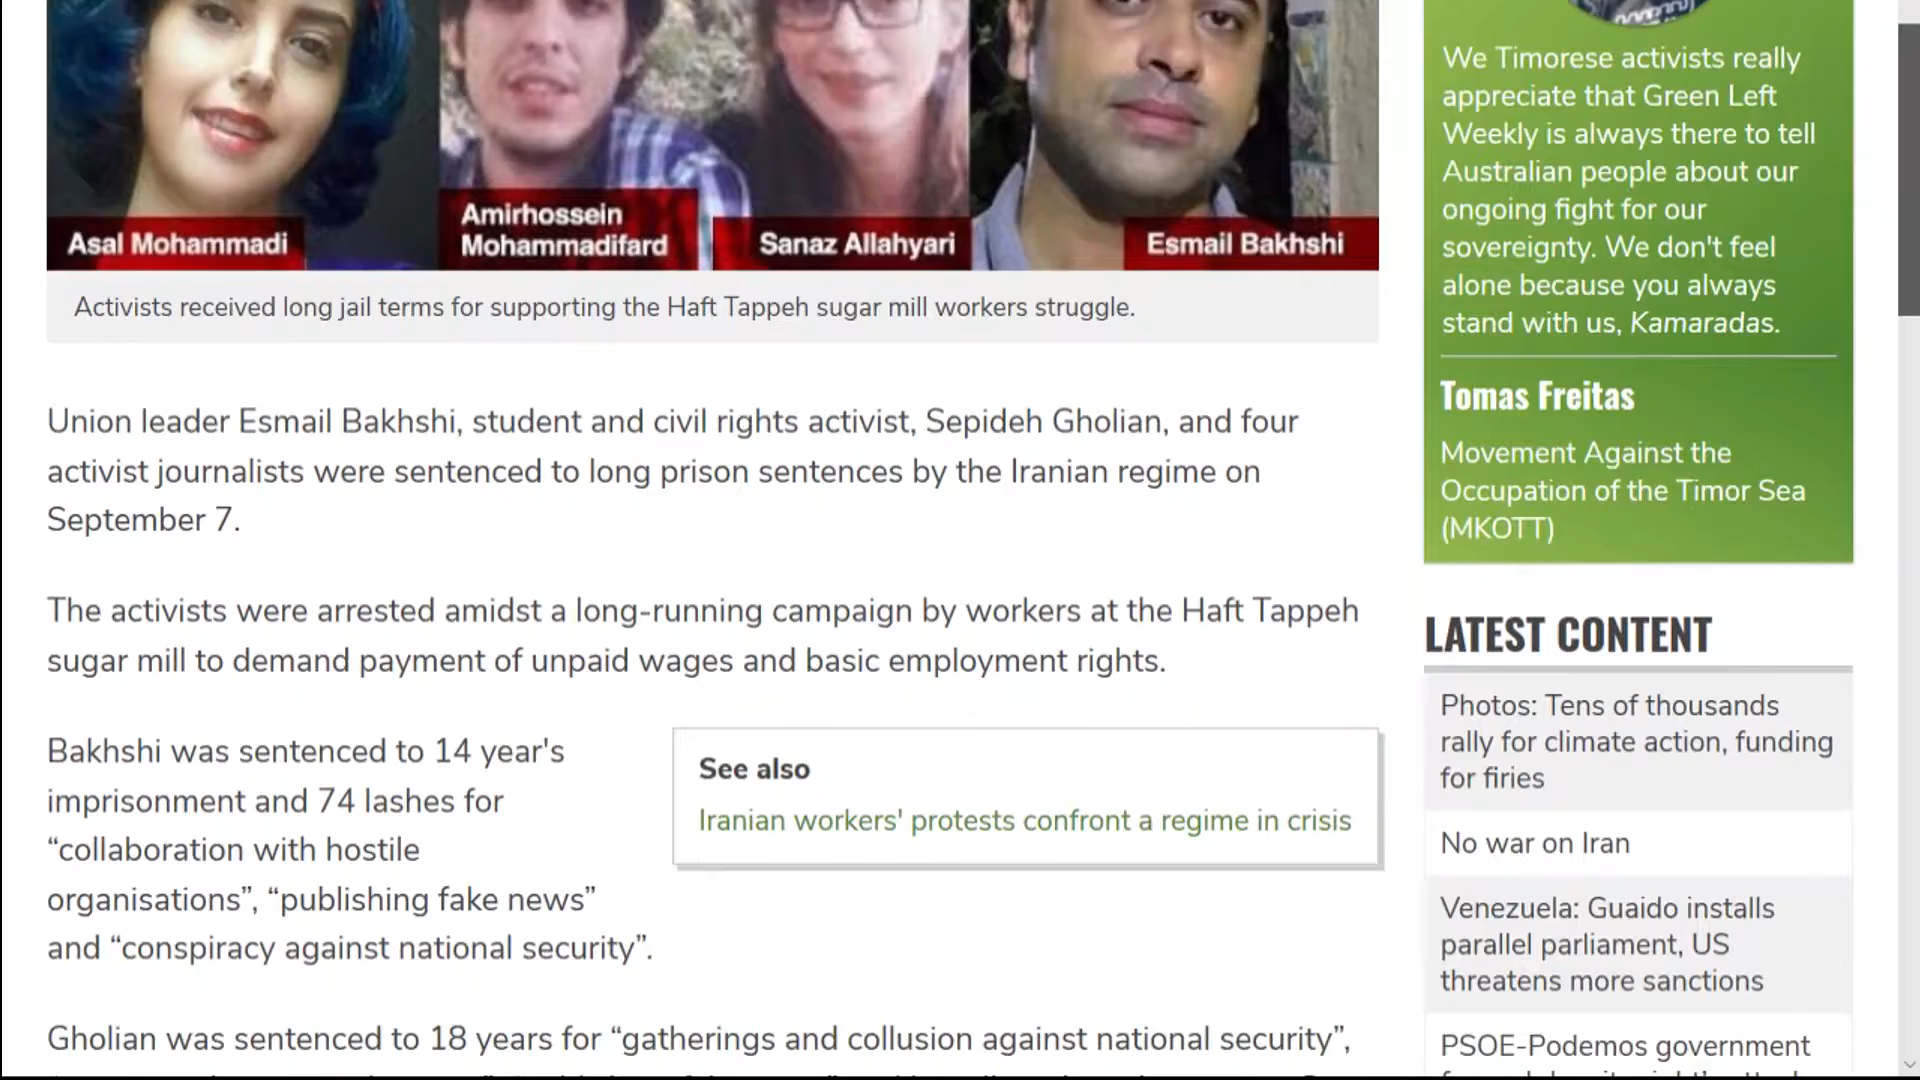 Asal Mohammadi
Amirhossein
Mohammadifard
Sanaz Allahyari
Esmail Bakhshi
Activists received long jail terms for supporting the Haft Tappeh sugar mill workers struggle.
Union leader Esmail Bakhshi, student and civil rights activist, Sepideh Gholian, and four
activist journalists were sentenced to long prison sentences by the Iranian regime on
September 7.
The activists were arrested amidst a long-running campaign by workers at the Haft Tappeh
sugar mill to demand payment of unpaid wages and basic employment rights.
Bakhshi was sentenced to 14 year's
imprisonment and 74 lashes for
“collaboration with hostile
organisations”, “publishing fake news”
and “conspiracy against national security”.
See also
Iranian workers' protests confront a regime in crisis
Gholian was sentenced to 18 years for “gatherings and collusion against national security”,
We Timorese activists really
appreciate that Green Left
Weekly is always there to tell
Australian people about our
ongoing fight for our
sovereignty. We don't feel
alone because you always
stand with us, Kamaradas.
Tomas Freitas
Movement Against the
Occupation of the Timor Sea
(MKOTT)
LATEST CONTENT
Photos: Tens of thousands
rally for climate action, funding
for firies
No war on Iran
Venezuela: Guaido installs
parallel parliament, US
threatens more sanctions
PSOE-Podemos government